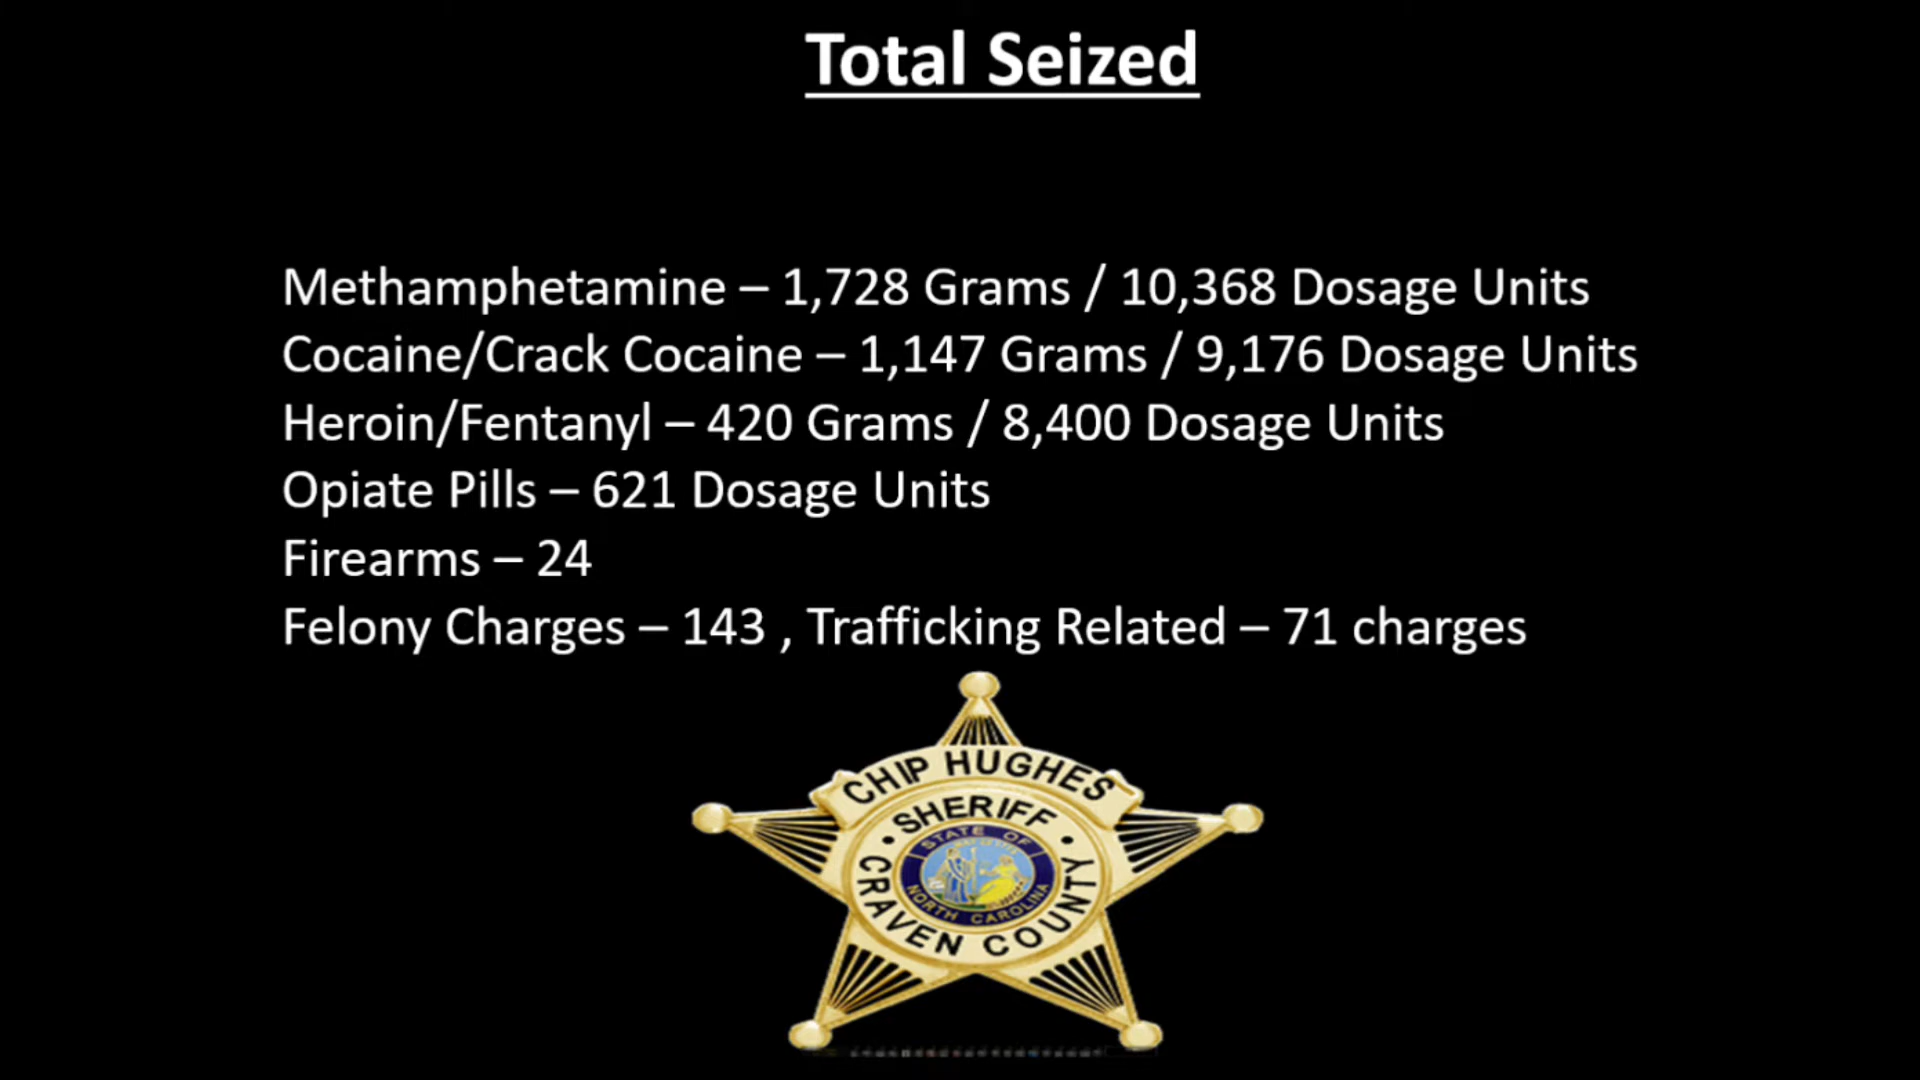 Total Seized
Methamphetamine – 1,728 Grams / 10,368 Dosage Units
Cocaine/Crack Cocaine – 1,147 Grams / 9,176 Dosage Units
Heroin/Fentanyl – 420 Grams / 8,400 Dosage Units
Opiate Pills – 621 Dosage Units
Firearms – 24
Felony Charges – 143 , Trafficking Related – 71 charges
CHIP HUGHES
SHERIFF
STATE OF
NORTH CAROLINA
CRAVEN COUNTY